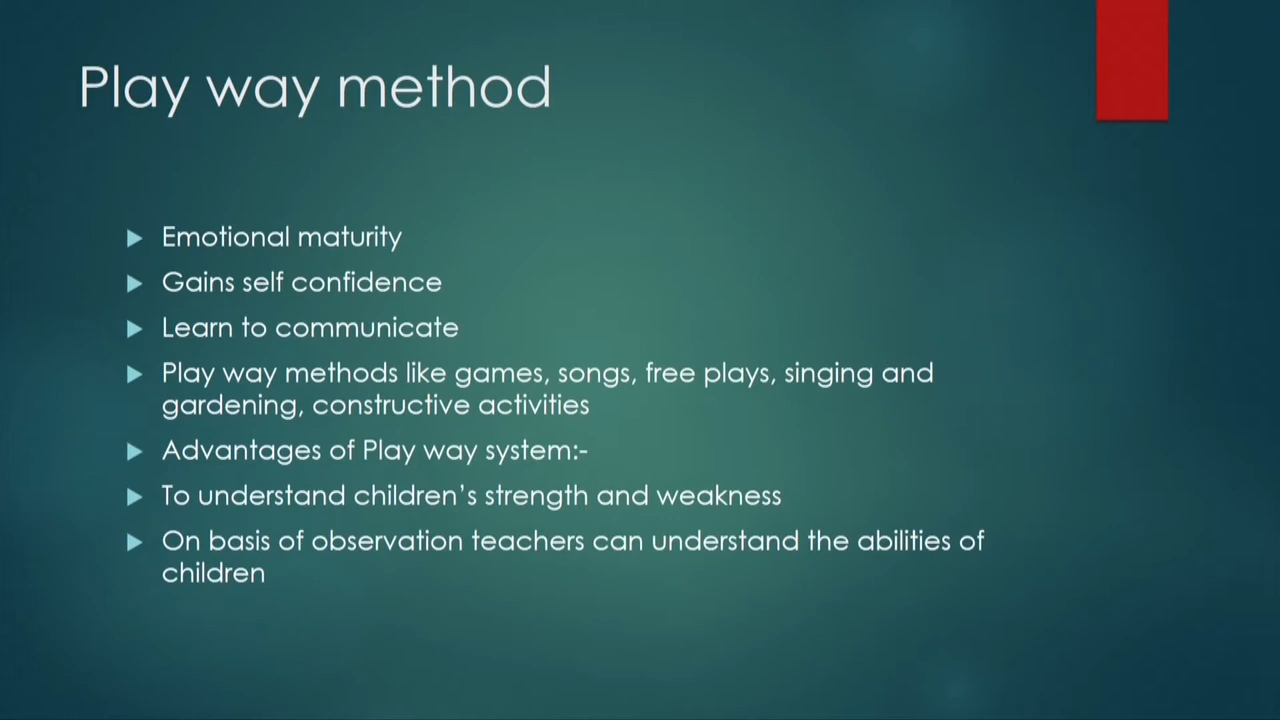 Play way method
Emotional maturity
Gains self confidence
Learn to communicate
Play way methods like games, songs, free plays, singing and
gardening, constructive activities
Advantages of Play way system:-
To understand children’s strength and weakness
On basis of observation teachers can understand the abilities of
children